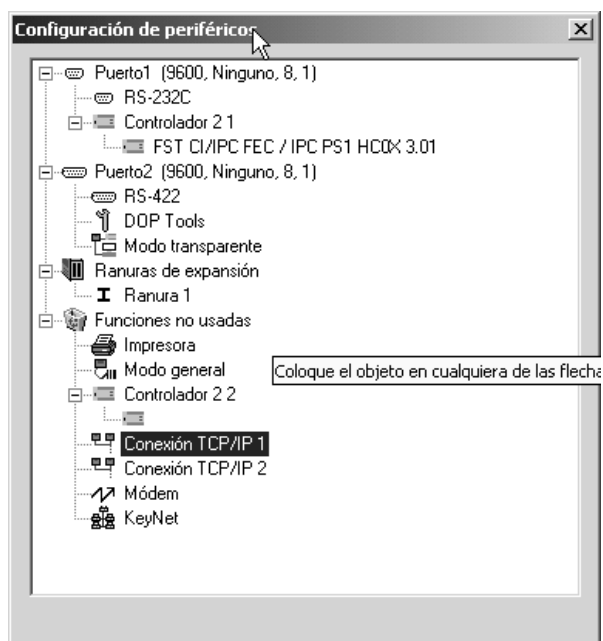 Configuración de periféricos
Puerto1 (9600, Ninguno, 8, 1)
RS-232C
Controlador 2 1
FST CI/IPC FEC / IPC PS1 HC0X 3.01
Puerto2 (9600, Ninguno, 8, 1)
RS-422
DOP Tools
Modo transparente
Ranuras de expansión
Ranura 1
Funciones no usadas
Impresora
Modo general
Coloque el objeto en cualquiera de las flecha
Controlador 2 2
Conexión TCP/IP 1
Conexión TCP/IP 2
Módem
KeyNet